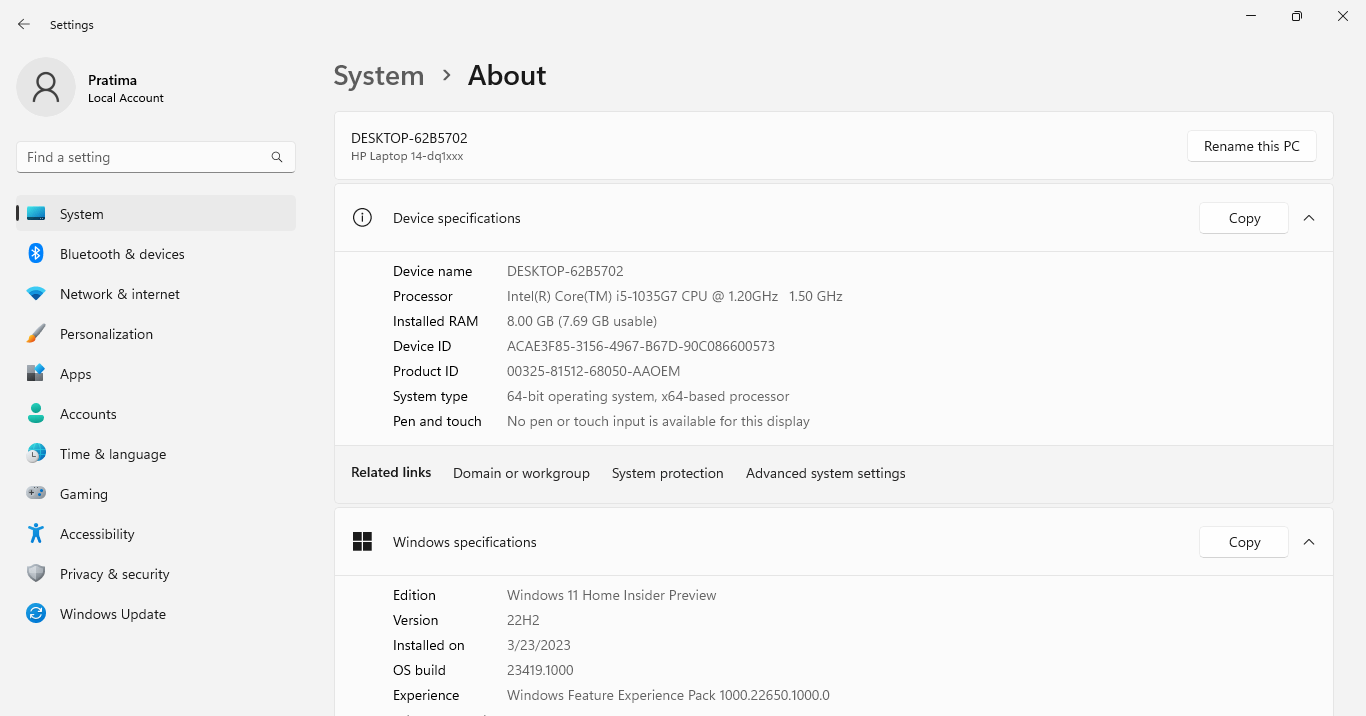 Settings
Pratima
Local Account
Find a setting
System
Bluetooth & devices
Network & internet
Personalization
Apps
Accounts
Time & language
Gaming
Accessibility
Privacy & security
Windows Update
System > About
DESKTOP-62B5702
HP Laptop 14-dq1xxx
Rename this PC
Device specifications Copy
Device name DESKTOP-62B5702
Processor Intel(R) Core(TM) i5-1035G7 CPU @ 1.20GHz 1.50 GHz
Installed RAM 8.00 GB (7.69 GB usable)
Device ID ACAE3F85-3156-4967-B67D-90C086600573
Product ID 00325-81512-68050-AAOEM
System type 64-bit operating system, x64-based processor
Pen and touch No pen or touch input is available for this display
Related links Domain or workgroup System protection Advanced system settings
Windows specifications Copy
Edition Windows 11 Home Insider Preview
Version 22H2
Installed on 3/23/2023
OS build 23419.1000
Experience Windows Feature Experience Pack 1000.22650.1000.0